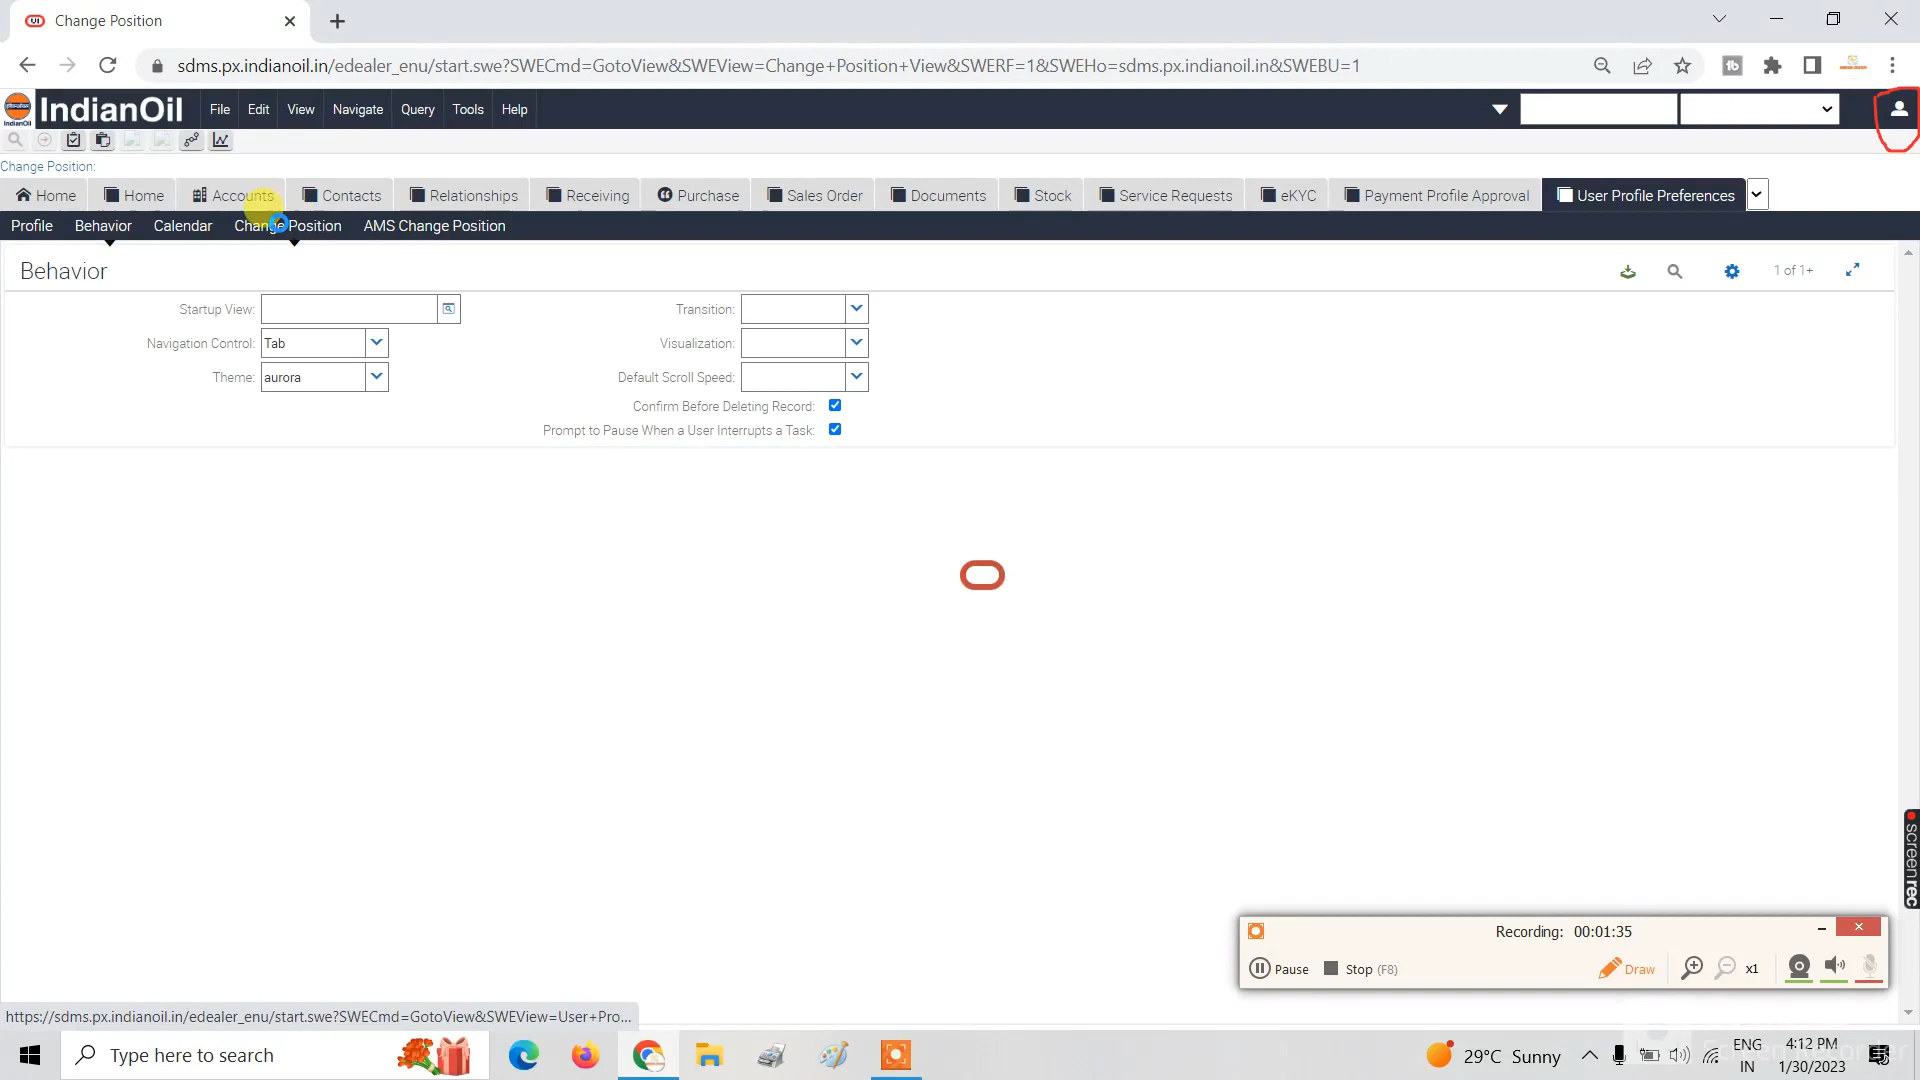 Change Position
sdms.px.indianoil.in/edealer_enu/start.swe?SWECmd=GotoView&SWEView=Change+Position+View&SWERF=1&SWEHo=sdms.px.indianoil.in&SWEBU=1
IndianOil File Edit View Navigate Query Tools Help
Change Position:
Home Home Accounts Contacts Relationships Receiving Purchase Sales Order Documents Stock Service Requests eKYC Payment Profile Approval User Profile Preferences
Profile Behavior Calendar Change Position AMS Change Position
Behavior 1 of 1+
Startup View: Transition:
Navigation Control: Tab Visualization:
Theme: aurora Default Scroll Speed:
Confirm Before Deleting Record:
Prompt to Pause When a User Interrupts a Task:
screenrec
Recording: 00:01:35
Pause Stop (F8) Draw x1
https://sdms.px.indianoil.in/edealer_enu/start.swe?SWECmd=GotoView&SWEView=User+Pro...
Type here to search 29°C Sunny ENG 4:12 PM
IN 1/30/2023